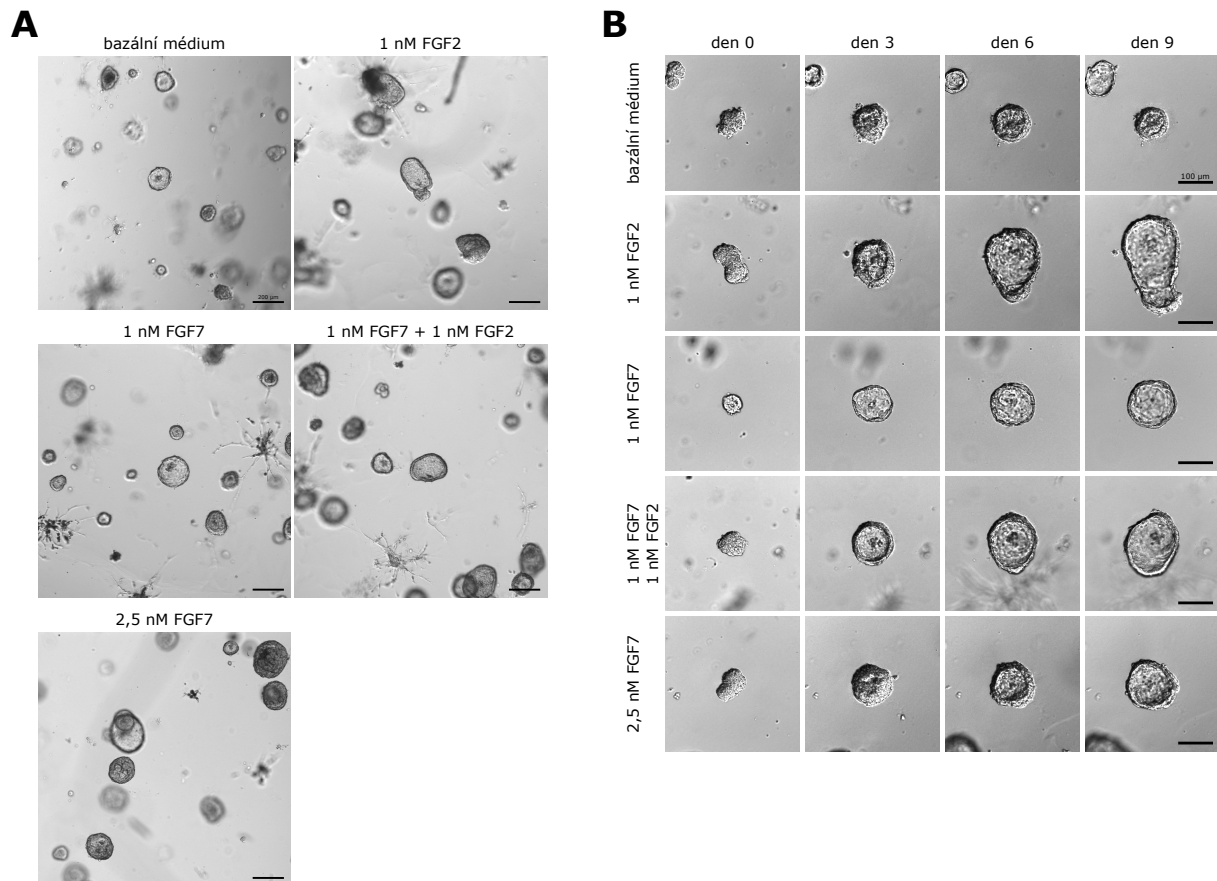 A
bazální médium
1 nM FGF2
200 µm
1 nM FGF7
1 nM FGF7 + 1 nM FGF2
2,5 nM FGF7
B
den 0
den 3
den 6
den 9
bazální médium
100 µm
1 nM FGF2
1 nM FGF7
1 nM FGF7
1 nM FGF2
2,5 nM FGF7